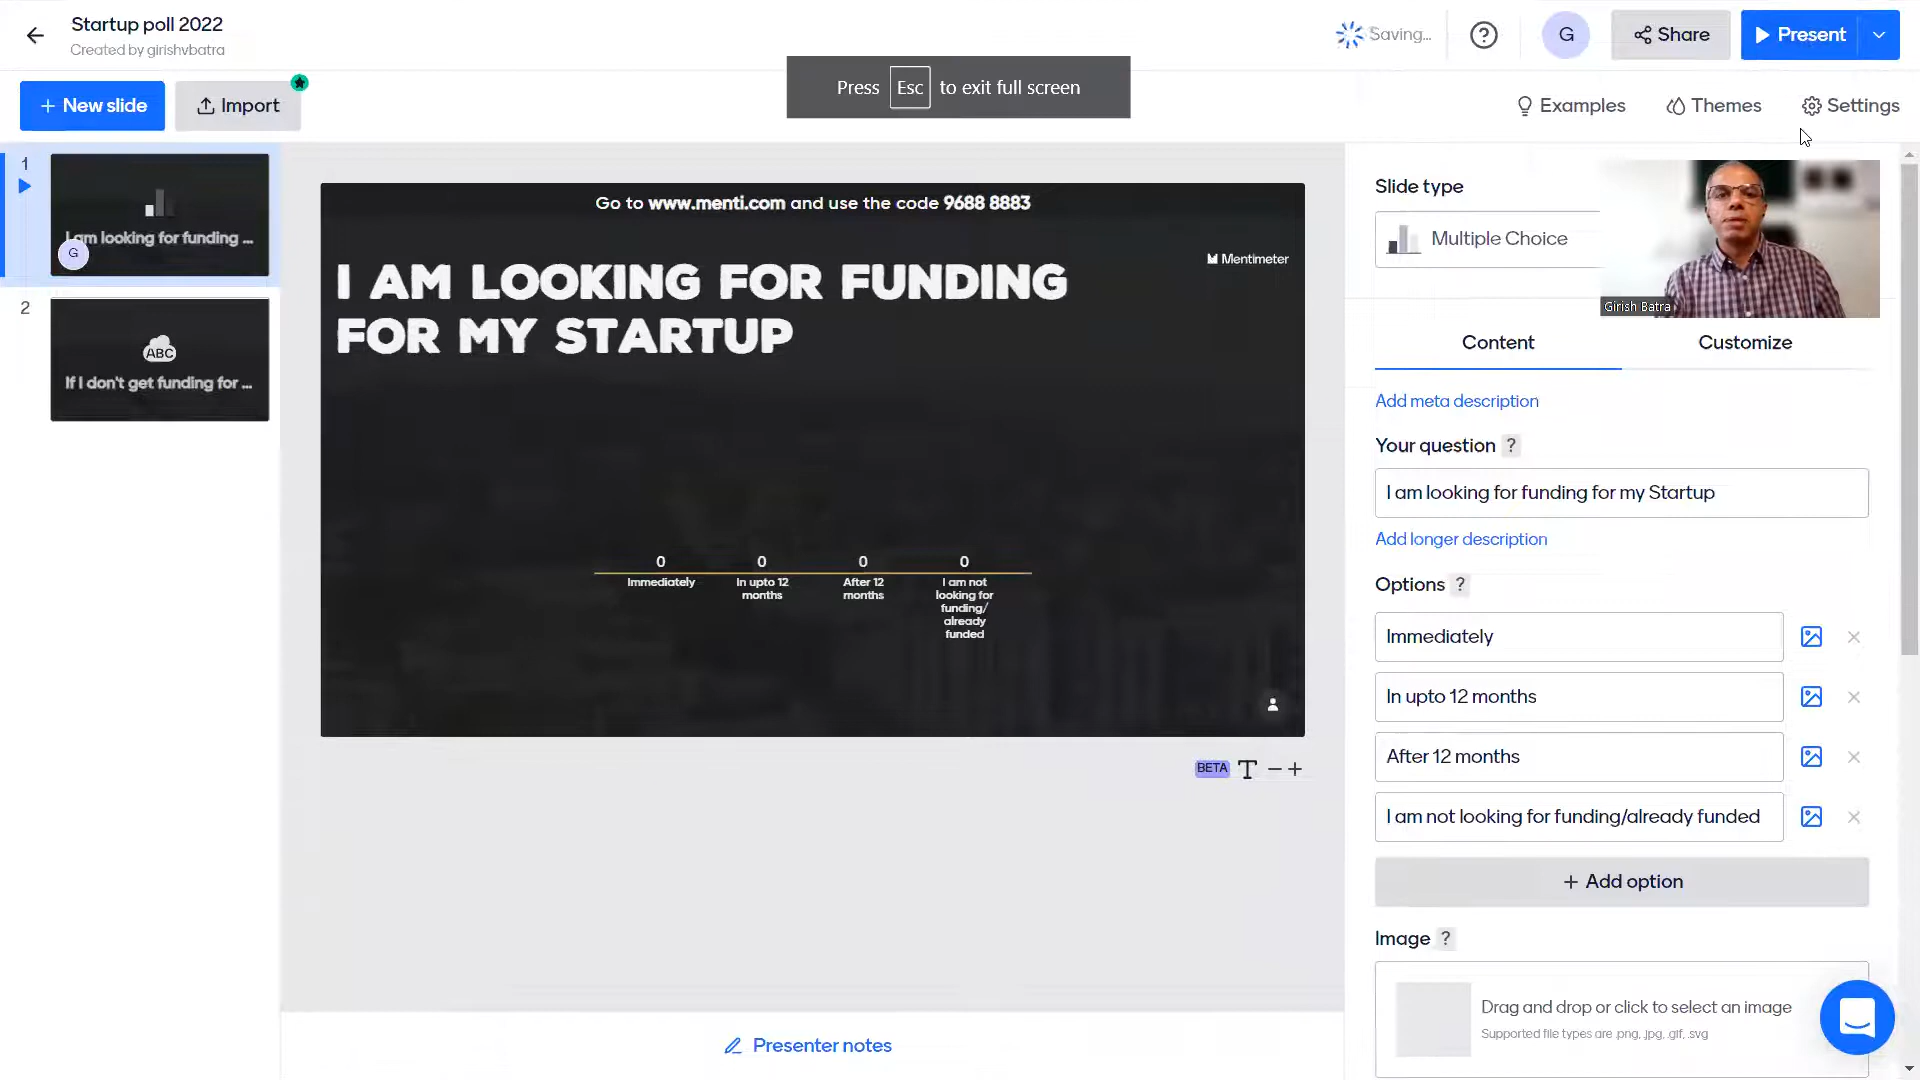 Startup poll 2022
Created by girishvbatra
Saving...
?
G
Share
Present
Press Esc to exit full screen
+ New slide
Import
Examples
Themes
Settings
1
I am looking for funding ...
G
2
ABC
If I don't get funding for ...
Go to www.menti.com and use the code 9688 8883
Mentimeter
I AM LOOKING FOR FUNDING
FOR MY STARTUP
0 0 0 0
Immediately
In upto 12
months
After 12
months
I am not
looking for
funding/
already
funded
BETA T − +
Presenter notes
Slide type
Multiple Choice
Girish Batra
Content
Customize
Add meta description
Your question ?
I am looking for funding for my Startup
Add longer description
Options ?
Immediately
In upto 12 months
After 12 months
I am not looking for funding/already funded
+ Add option
Image ?
Drag and drop or click to select an image
Supported file types are .png, .jpg, .gif, .svg